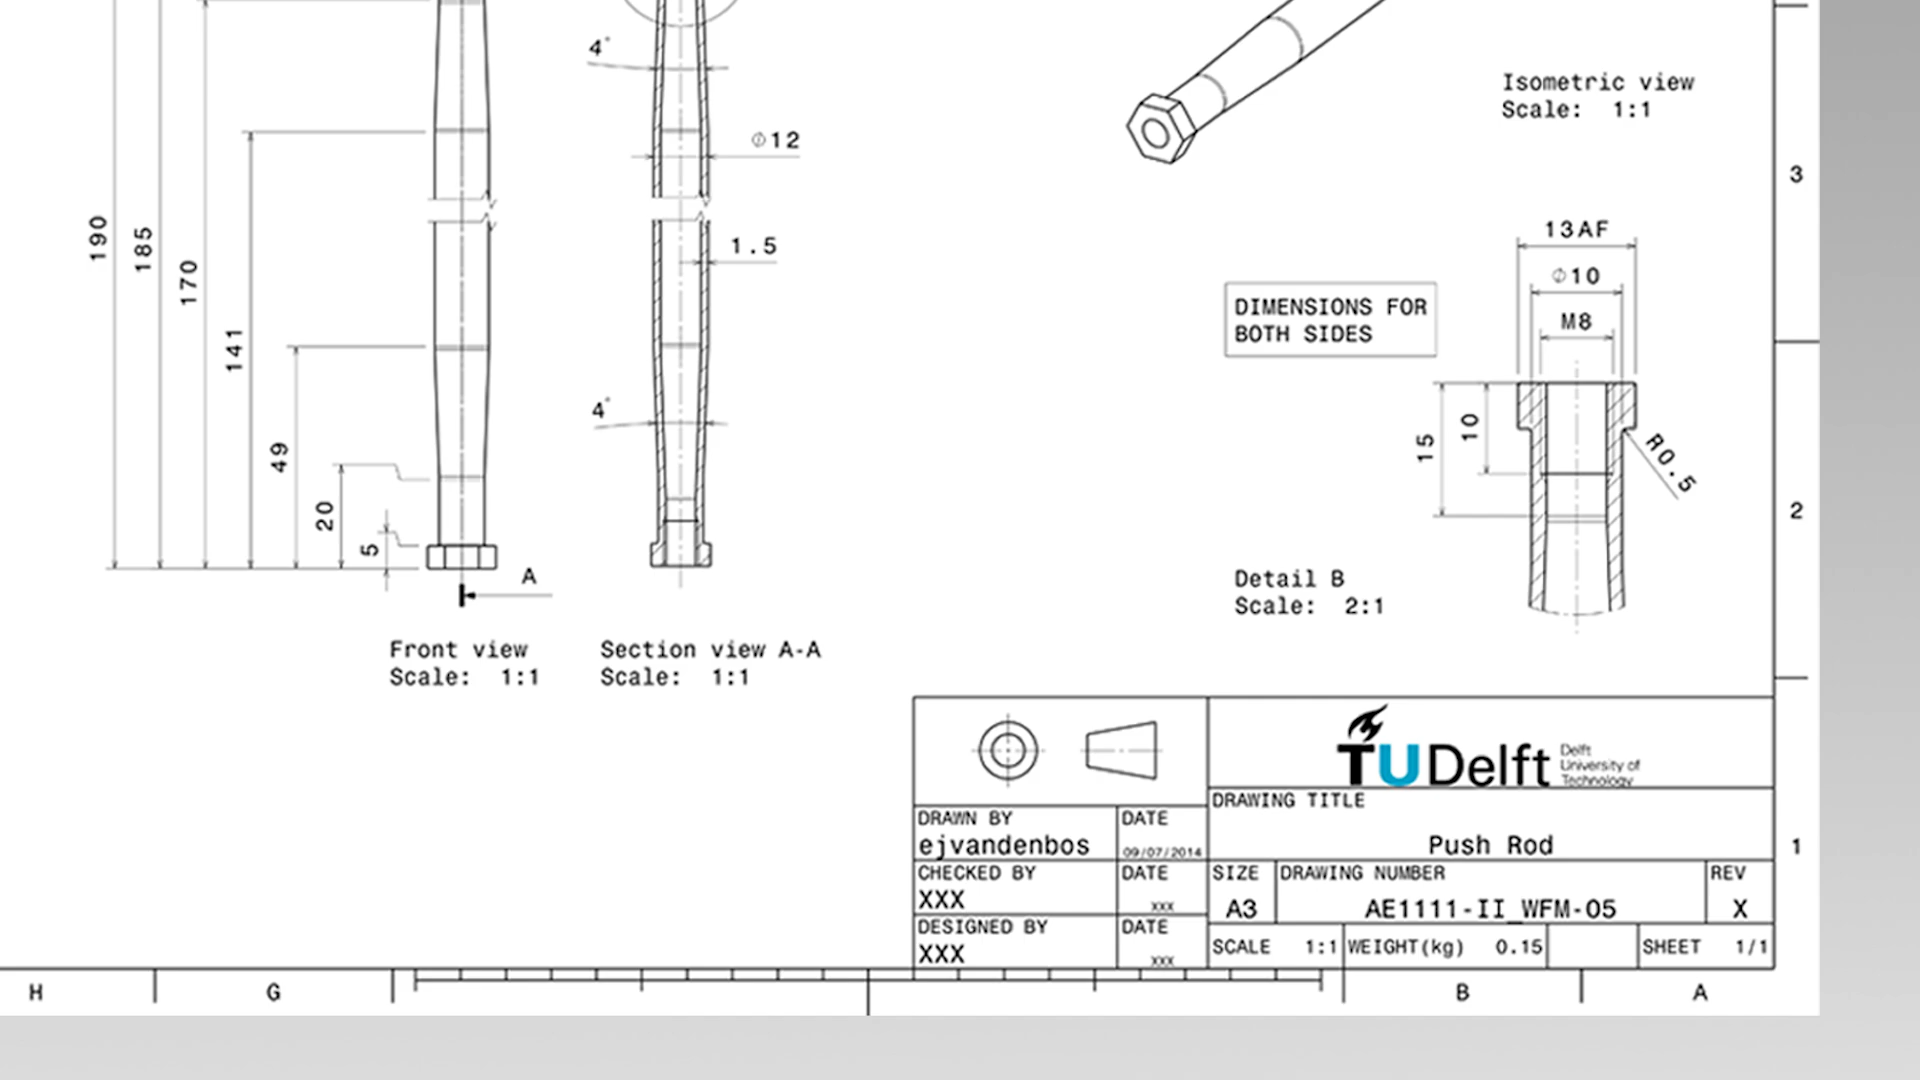 4°
Isometric view
Scale: 1:1
⌀12
3
190
185
170
141
49
20
5
1.5
4°
A
13AF
⌀10
M8
DIMENSIONS FOR
BOTH SIDES
15
10
R0.5
2
Detail B
Scale: 2:1
Front view
Scale: 1:1
Section view A-A
Scale: 1:1
TUDelft
Delft
University of
Technology
DRAWING TITLE
Push Rod
DRAWN BY
ejvandenbos
DATE
09/07/2014
1
CHECKED BY
XXX
DATE
XXX
SIZE
A3
DRAWING NUMBER
AE1111-II_WFM-05
REV
X
DESIGNED BY
XXX
DATE
XXX
SCALE 1:1
WEIGHT(kg) 0.15
SHEET 1/1
H
G
B
A